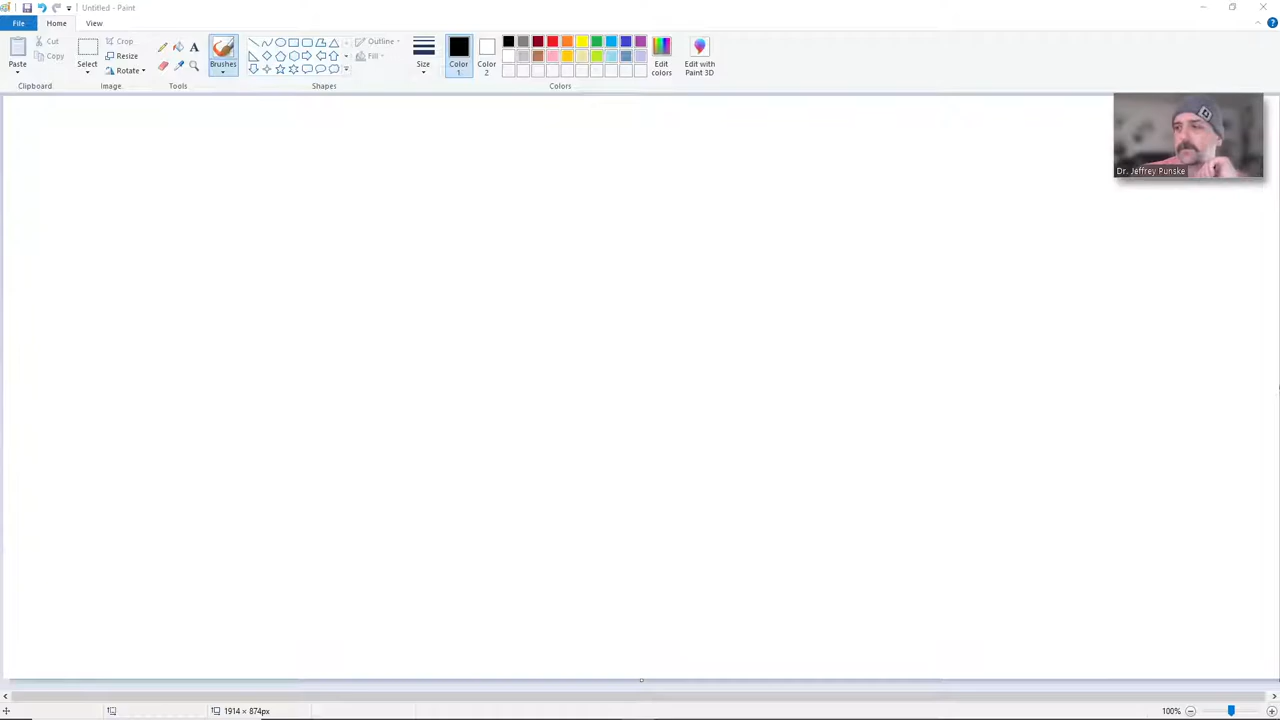 Untitled - Paint
File Home View
Paste
Cut
Copy
Clipboard
Select
Crop
Resize
Rotate
Image
Tools
Brushes
Outline
Fill
Shapes
Size
Color 1
Color 2
Edit colors
Colors
Edit with Paint 3D
Dr. Jeffrey Punske
1914 × 874px
100%